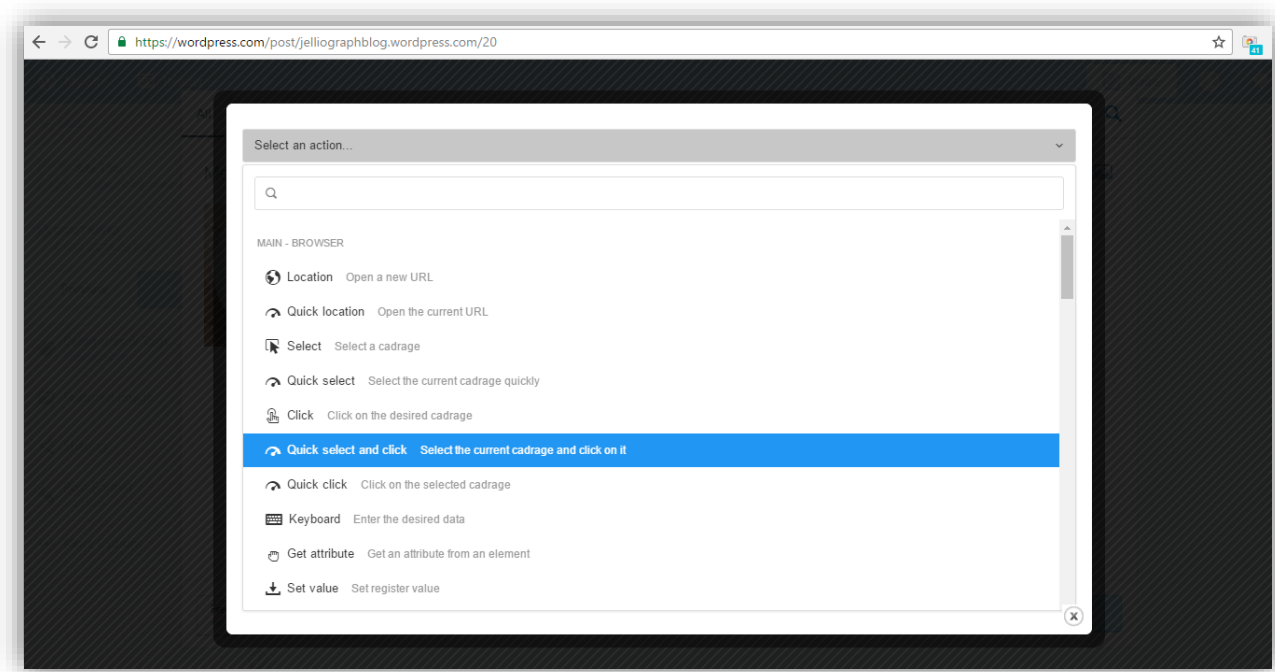 https://wordpress.com/post/jelliographblog.wordpress.com/20
41
All
Select an action...
MAIN - BROWSER
Location Open a new URL
Quick location Open the current URL
Select Select a cadrage
Quick select Select the current cadrage quickly
Click Click on the desired cadrage
Quick select and click Select the current cadrage and click on it
Quick click Click on the selected cadrage
Keyboard Enter the desired data
Get attribute Get an attribute from an element
Set value Set register value
x